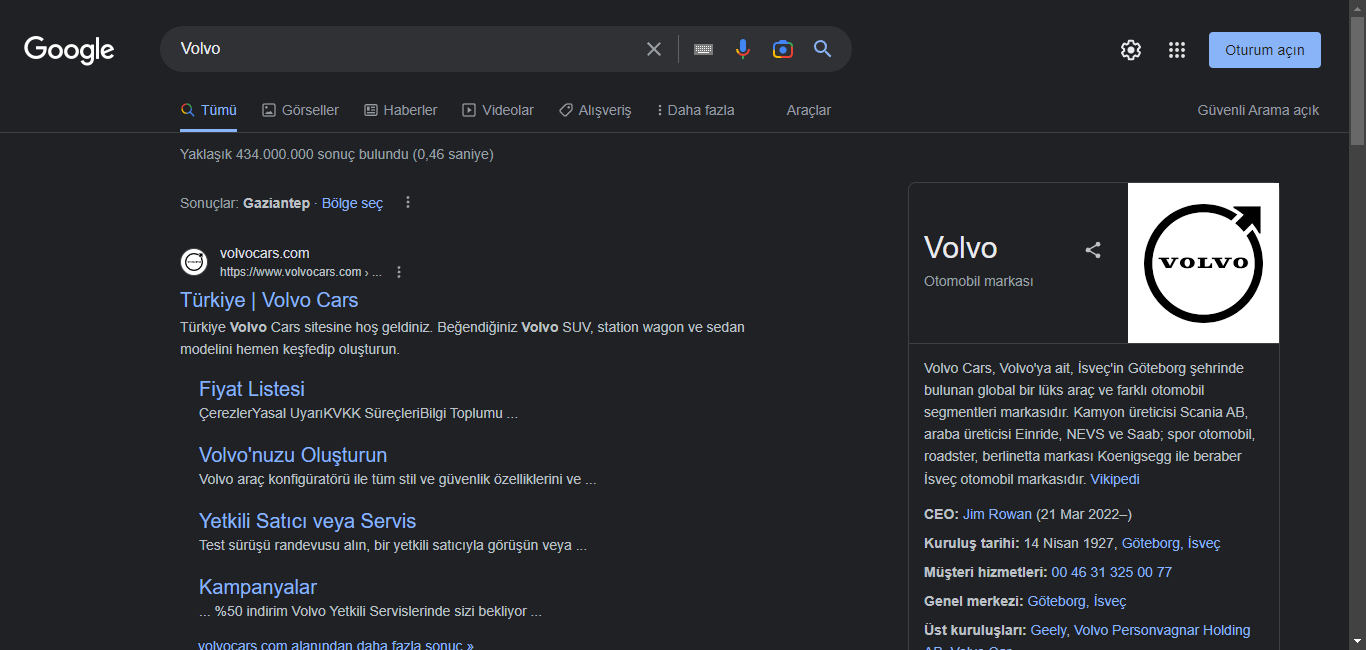 Google
Volvo
Oturum açın
Tümü
Görseller
Haberler
Videolar
Alışveriş
Daha fazla
Araçlar
Güvenli Arama açık
Yaklaşık 434.000.000 sonuç bulundu (0,46 saniye)
Sonuçlar: Gaziantep · Bölge seç
volvocars.com
https://www.volvocars.com › ...
Türkiye | Volvo Cars
Türkiye Volvo Cars sitesine hoş geldiniz. Beğendiğiniz Volvo SUV, station wagon ve sedan
modelini hemen keşfedip oluşturun.
Fiyat Listesi
ÇerezlerYasal UyarıKVKK SüreçleriBilgi Toplumu ...
Volvo'nuzu Oluşturun
Volvo araç konfigüratörü ile tüm stil ve güvenlik özelliklerini ve ...
Yetkili Satıcı veya Servis
Test sürüşü randevusu alın, bir yetkili satıcıyla görüşün veya ...
Kampanyalar
... %50 indirim Volvo Yetkili Servislerinde sizi bekliyor ...
volvocars.com alanından daha fazla sonuç »
Volvo
Otomobil markası
VOLVO
Volvo Cars, Volvo'ya ait, İsveç'in Göteborg şehrinde
bulunan global bir lüks araç ve farklı otomobil
segmentleri markasıdır. Kamyon üreticisi Scania AB,
araba üreticisi Einride, NEVS ve Saab; spor otomobil,
roadster, berlinetta markası Koenigsegg ile beraber
İsveç otomobil markasıdır. Vikipedi
CEO: Jim Rowan (21 Mar 2022–)
Kuruluş tarihi: 14 Nisan 1927, Göteborg, İsveç
Müşteri hizmetleri: 00 46 31 325 00 77
Genel merkezi: Göteborg, İsveç
Üst kuruluşları: Geely, Volvo Personvagnar Holding
AB, Volvo Car